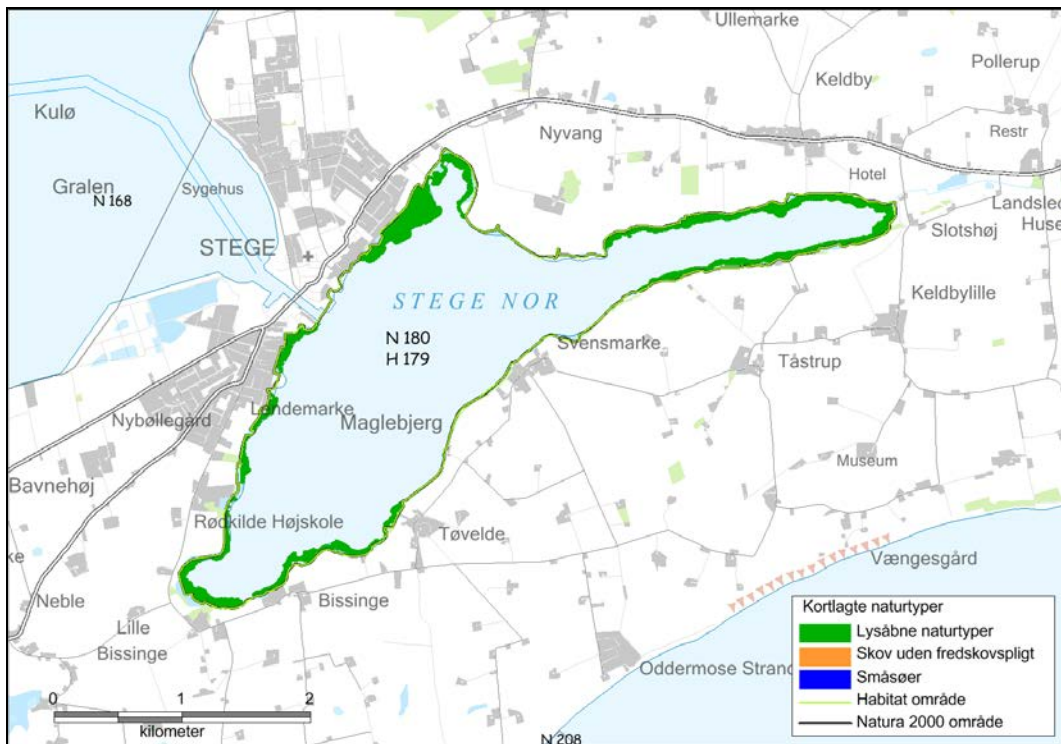 Ullemarke
Keldby
Pollerup
Kulø
Nyvang
Restr
Sygehus
Hotel
Gralen
N 168
Landsled
Huse
STEGE
Slotshøj
STEGE NOR
Keldbylille
N 180
H 179
Svensmarke
Tåstrup
Nybøllegård
Lendemarke
Maglebjerg
Museum
Bavnehøj
Rødkilde Højskole
Tøvelde
ke
Vængesgård
Neble
Bissinge
Lille
Bissinge
Oddermose Strand
N 208
0 1 2
kilometer
Kortlagte naturtyper
Lysåbne naturtyper
Skov uden fredskovspligt
Småsøer
Habitat område
Natura 2000 område